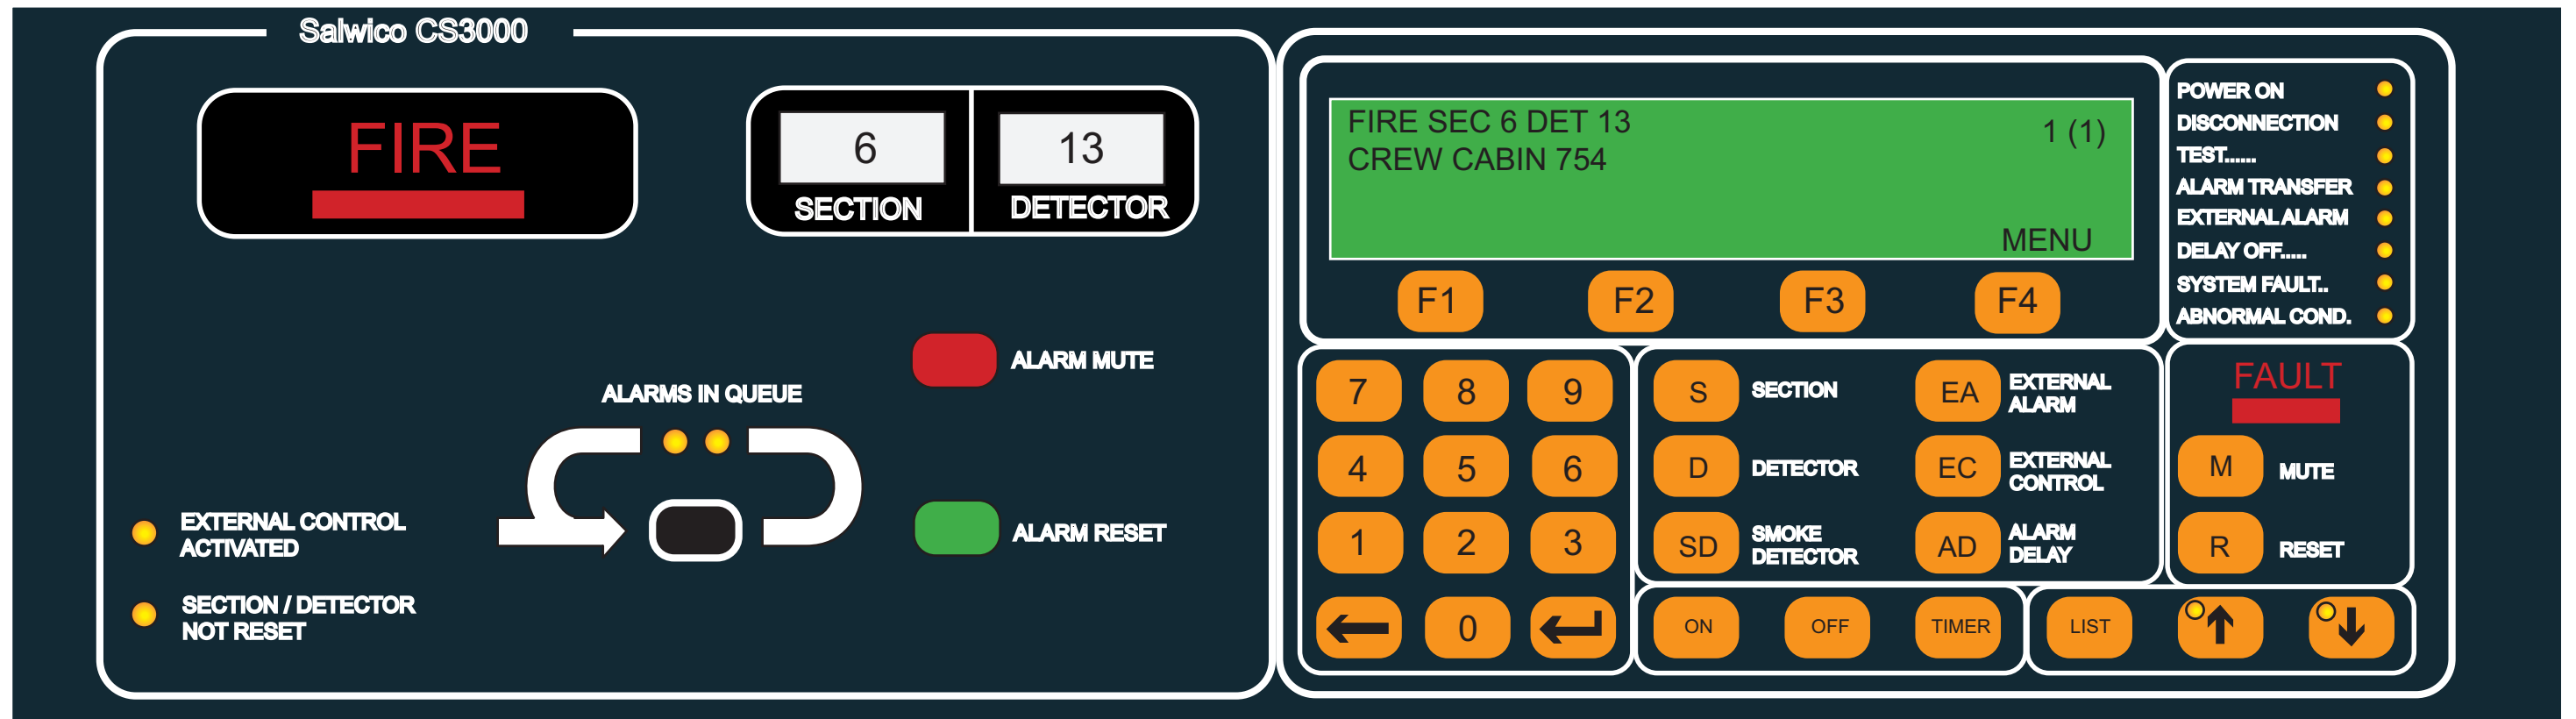 Salwico CS3000
FIRE
6
13
SECTION
DETECTOR
ALARM MUTE
ALARMS IN QUEUE
ALARM RESET
EXTERNAL CONTROL
ACTIVATED
SECTION / DETECTOR
NOT RESET
FIRE SEC 6 DET 13
1 (1)
CREW CABIN 754
MENU
F1
F2
F3
F4
POWER ON
DISCONNECTION
TEST......
ALARM TRANSFER
EXTERNAL ALARM
DELAY OFF.....
SYSTEM FAULT..
ABNORMAL COND.
7
8
9
4
5
6
1
2
3
0
S
SECTION
EA
EXTERNAL
ALARM
D
DETECTOR
EC
EXTERNAL
CONTROL
SD
SMOKE
DETECTOR
AD
ALARM
DELAY
FAULT
M
MUTE
R
RESET
ON
OFF
TIMER
LIST